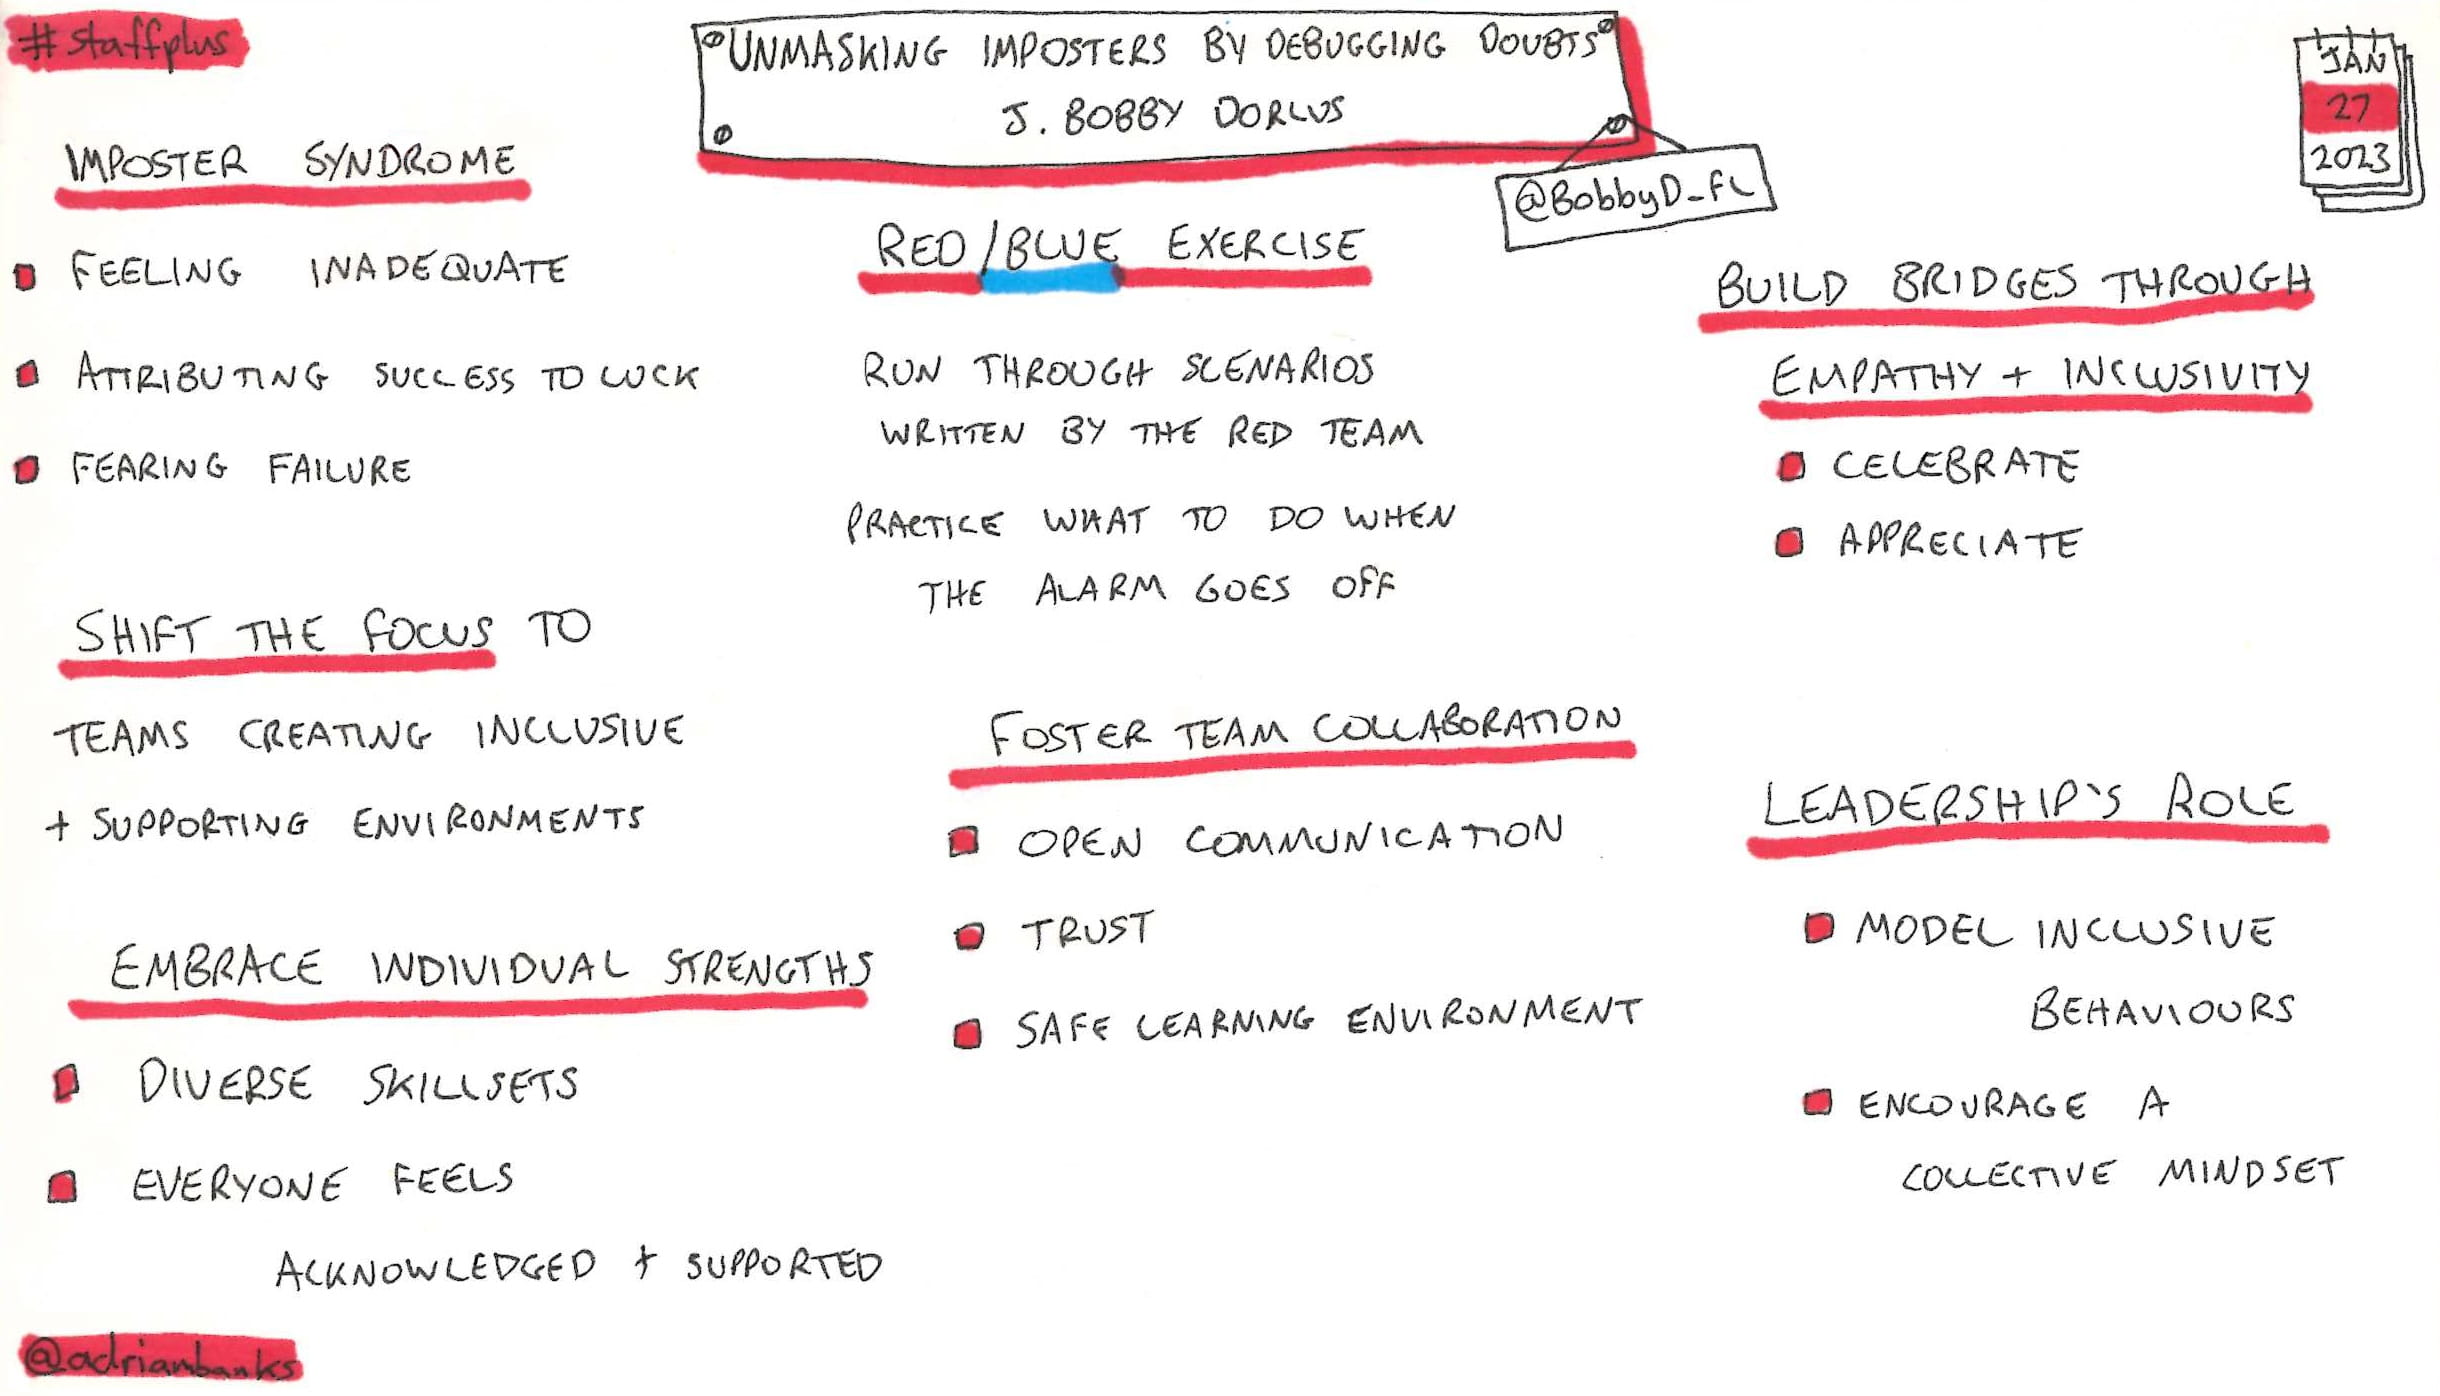 #staffplus
UNMASKING IMPOSTERS BY DEBUGGING DOUBTS
J. BOBBY DORLUS
@BobbyD_FL
JAN
27
2023
IMPOSTER SYNDROME
FEELING INADEQUATE
ATTRIBUTING SUCCESS TO LUCK
FEARING FAILURE
SHIFT THE FOCUS TO
TEAMS CREATING INCLUSIVE
+ SUPPORTING ENVIRONMENTS
EMBRACE INDIVIDUAL STRENGTHS
DIVERSE SKILLSETS
EVERYONE FEELS
ACKNOWLEDGED + SUPPORTED
RED/BLUE EXERCISE
RUN THROUGH SCENARIOS
WRITTEN BY THE RED TEAM
PRACTICE WHAT TO DO WHEN
THE ALARM GOES OFF
FOSTER TEAM COLLABORATION
OPEN COMMUNICATION
TRUST
SAFE LEARNING ENVIRONMENT
BUILD BRIDGES THROUGH
EMPATHY + INCLUSIVITY
CELEBRATE
APPRECIATE
LEADERSHIP'S ROLE
MODEL INCLUSIVE
BEHAVIOURS
ENCOURAGE A
COLLECTIVE MINDSET
@adrianbanks